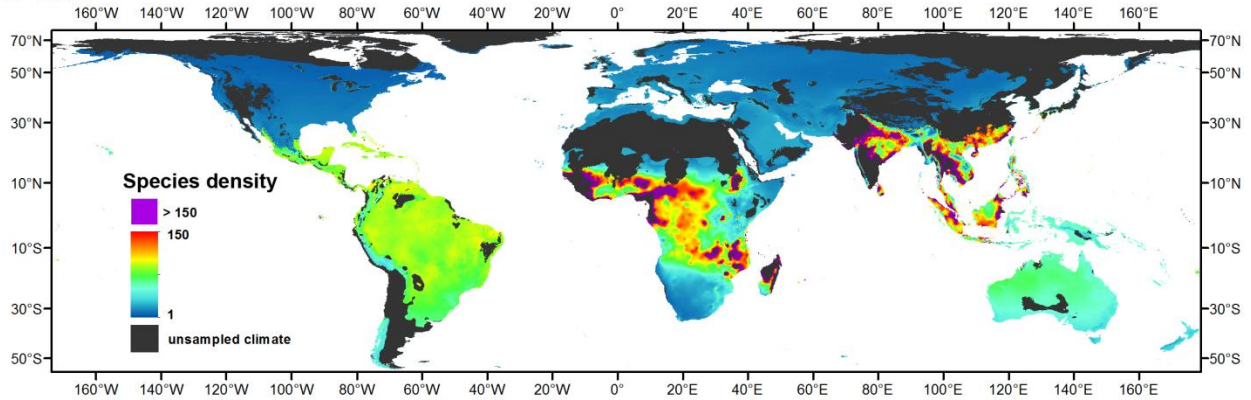 160°W 140°W 120°W 100°W 80°W 60°W 40°W 20°W 0° 20°E 40°E 60°E 80°E 100°E 120°E 140°E 160°E
70°N 70°N
50°N 50°N
30°N 30°N
10°N 10°N
10°S 10°S
30°S 30°S
50°S 50°S
Species density
> 150
150
1
unsampled climate
160°W 140°W 120°W 100°W 80°W 60°W 40°W 20°W 0° 20°E 40°E 60°E 80°E 100°E 120°E 140°E 160°E